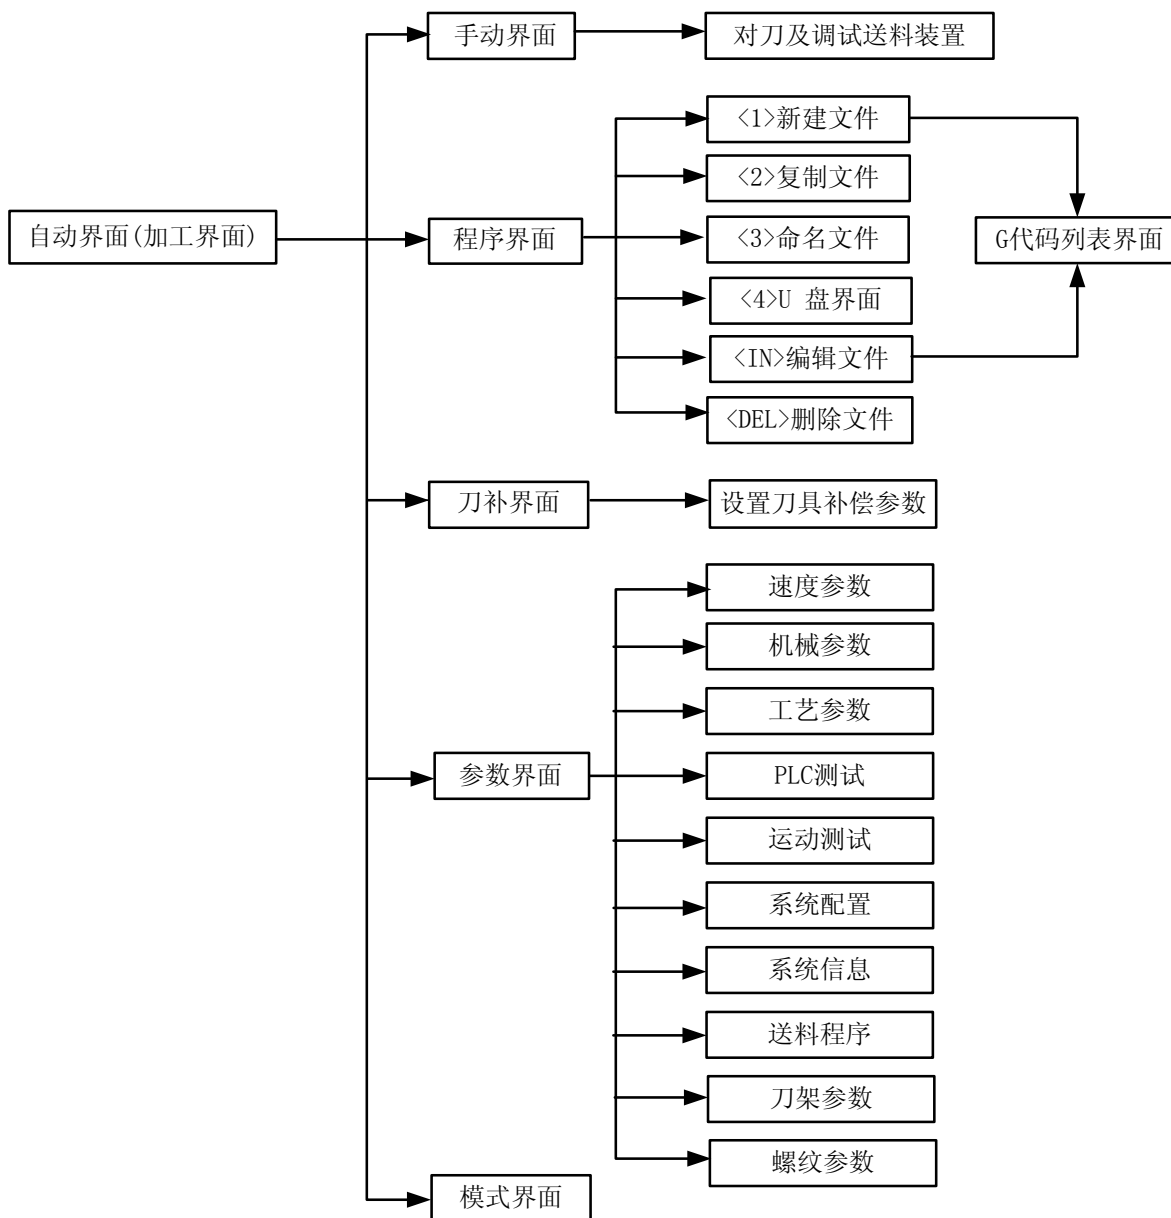 手动界面
对刀及调试送料装置
<1>新建文件
<2>复制文件
自动界面(加工界面)
程序界面
<3>命名文件
G代码列表界面
<4>U 盘界面
<IN>编辑文件
<DEL>删除文件
刀补界面
设置刀具补偿参数
速度参数
机械参数
工艺参数
参数界面
PLC测试
运动测试
系统配置
系统信息
送料程序
刀架参数
螺纹参数
模式界面